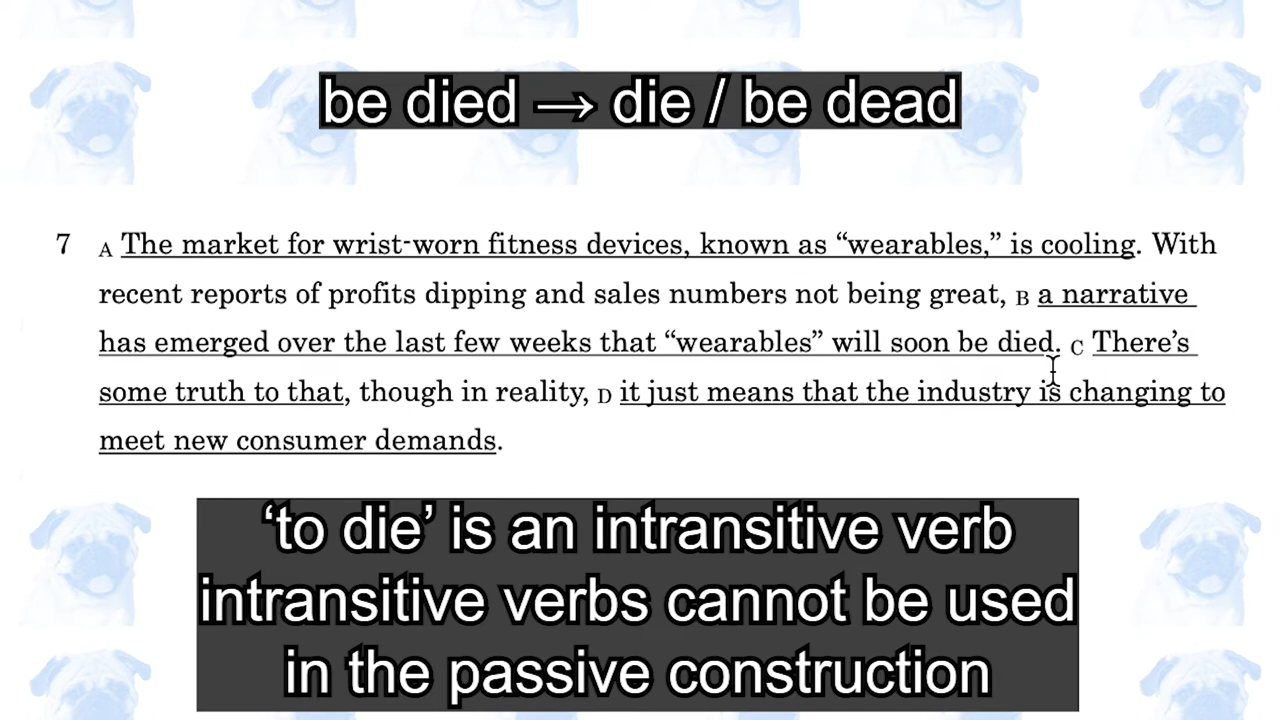 be died → die / be dead
7 A The market for wrist-worn fitness devices, known as “wearables,” is cooling. With
recent reports of profits dipping and sales numbers not being great, B a narrative
has emerged over the last few weeks that “wearables” will soon be died. C There’s
some truth to that, though in reality, D it just means that the industry is changing to
meet new consumer demands.
‘to die’ is an intransitive verb
intransitive verbs cannot be used
in the passive construction